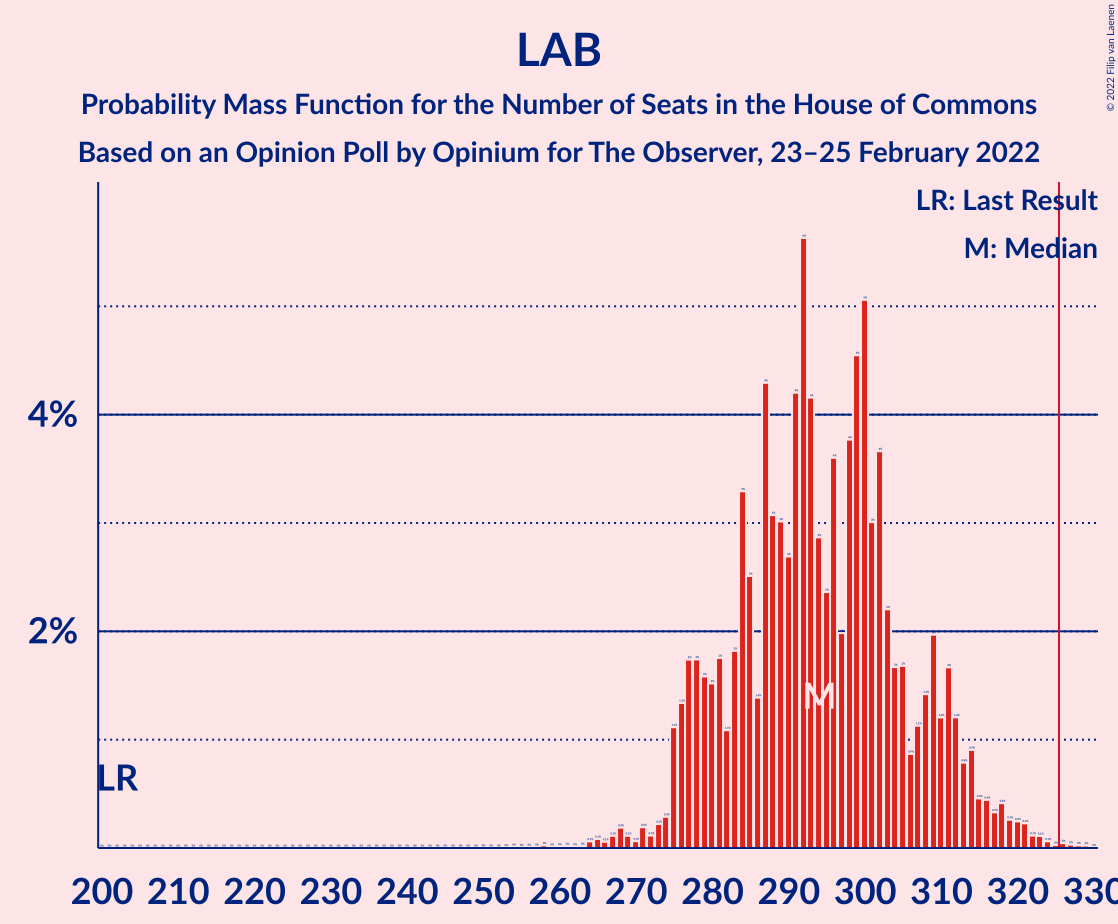 LAB
Probability Mass Function for the Number of Seats in the House of Commons
Based on an Opinion Poll by Opinium for The Observer, 23–25 February 2022
© 2022 Filip van Laenen
LR: Last Result
M: Median
4%
2%
M
LR
200 210 220 230 240 250 260 270 280 290 300 310 320 330